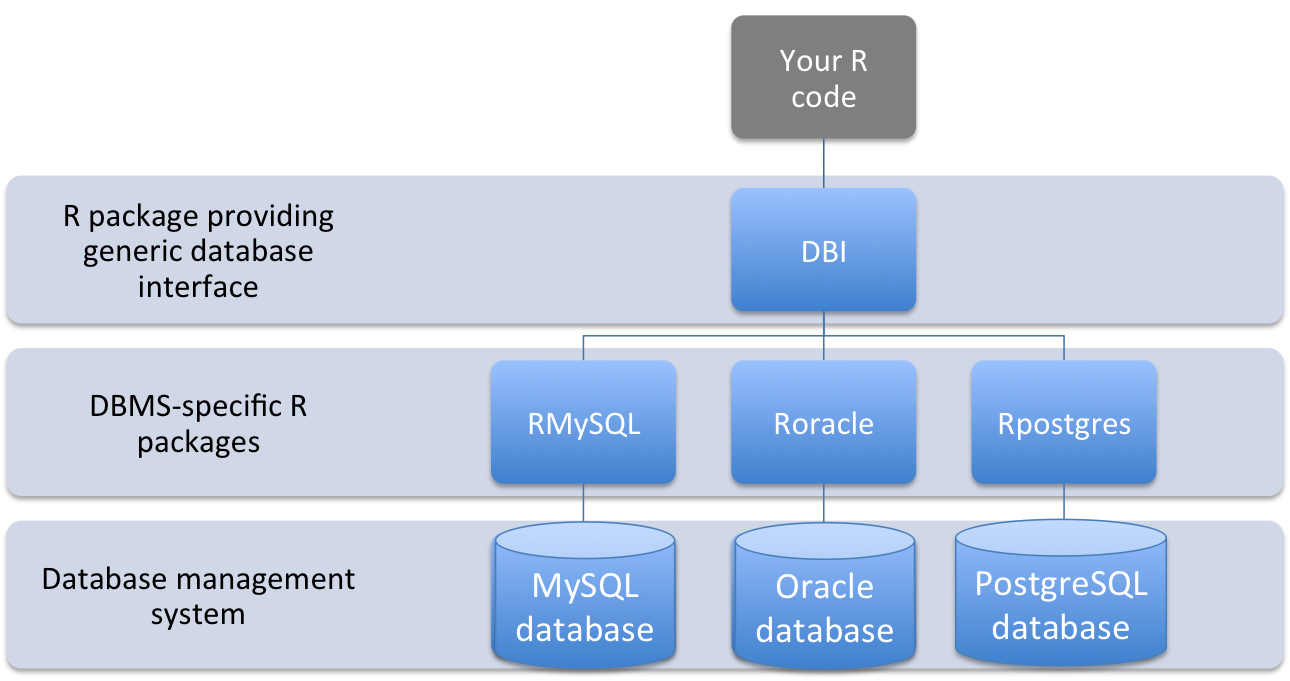 Your R
code
R package providing
generic database
interface
DBI
DBMS-specific R
packages
RMySQL
Roracle
Rpostgres
Database management
system
MySQL
database
Oracle
database
PostgreSQL
database